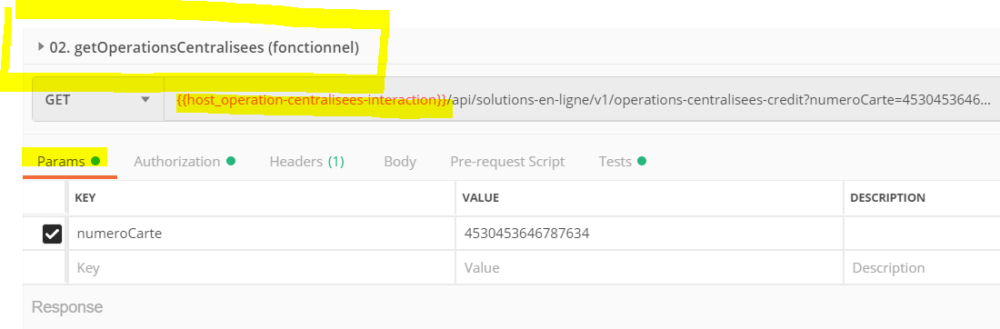 02. getOperationsCentralisees (fonctionnel)
GET {{host_operation-centralisees-interaction}}/api/solutions-en-ligne/v1/operations-centralisees-credit?numeroCarte=4530453646...
Params Authorization Headers (1) Body Pre-request Script Tests
KEY VALUE DESCRIPTION
numeroCarte 4530453646787634
Key Value Description
Response